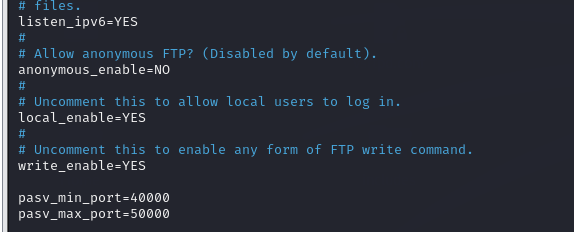 # files.
listen_ipv6=YES
#
# Allow anonymous FTP? (Disabled by default).
anonymous_enable=NO
#
# Uncomment this to allow local users to log in.
local_enable=YES
#
# Uncomment this to enable any form of FTP write command.
write_enable=YES

pasv_min_port=40000
pasv_max_port=50000